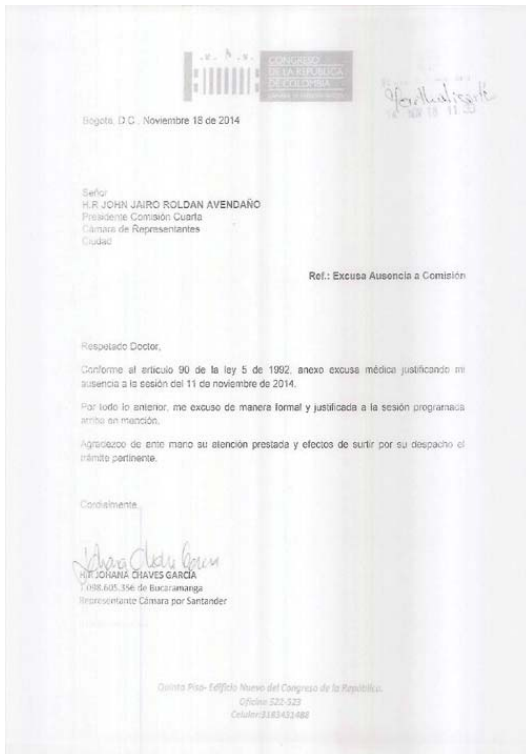 CONGRESO
DE LA REPÚBLICA
DE COLOMBIA
Bogotá, D.C., Noviembre 18 de 2014
Señor
H.R JOHN JAIRO ROLDAN AVENDAÑO
Presidente Comisión Cuarta
Cámara de Representantes
Ciudad
Ref.: Excusa Ausencia a Comisión
Respetado Doctor,
Conforme al artículo 90 de la ley 5 de 1992, anexo excusa médica justificando mi
ausencia a la sesión del 11 de noviembre de 2014.
Por todo lo anterior, me excuso de manera formal y justificada a la sesión programada
arriba en mención.
Agradezco de ante mano su atención prestada y efectos de surtir por su despacho el
trámite pertinente.
Cordialmente,
H.R JOHANA CHAVES GARCÍA
1.098.605.356 de Bucaramanga
Representante Cámara por Santander
Quinto Piso- Edificio Nuevo del Congreso de la República.
Oficina 522-523
Celular:3183431488